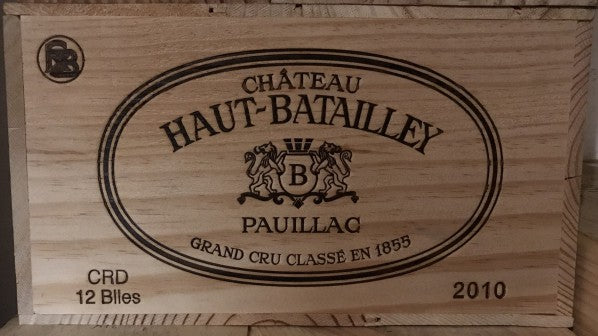 CHÂTEAU
HAUT-BATAILLEY
B
PAUILLAC
GRAND CRU CLASSÉ EN 1855
CRD
12 Blles
2010